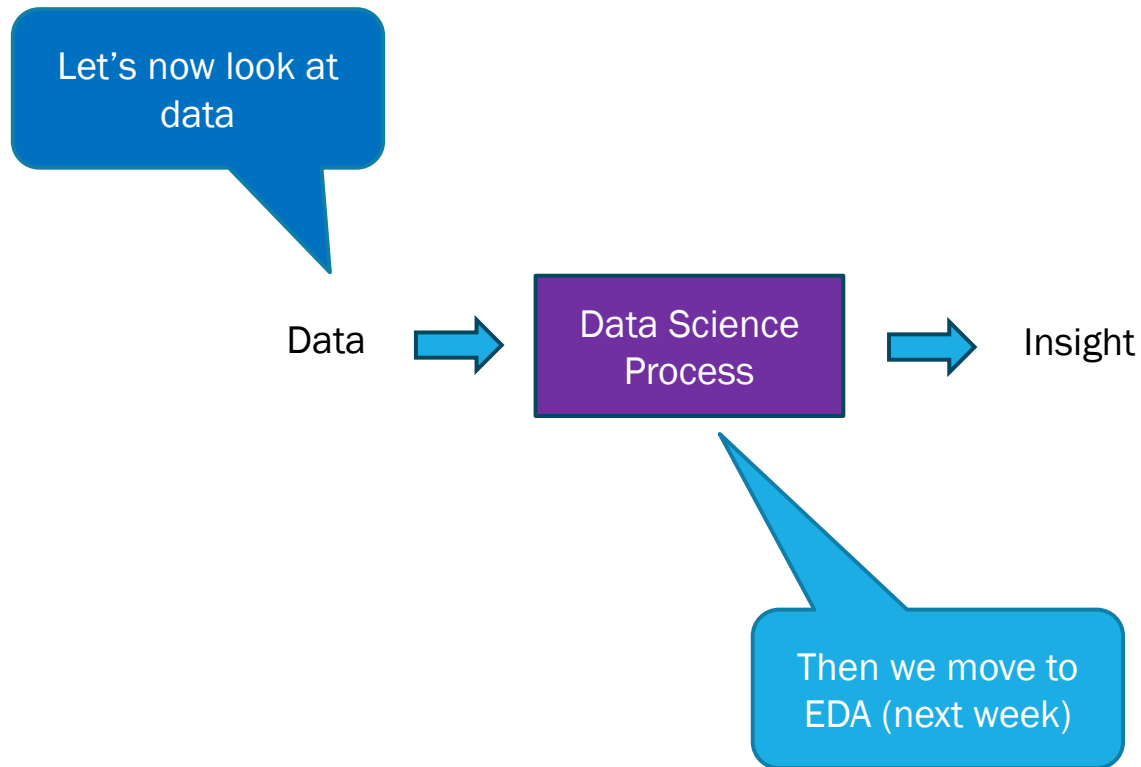 Let’s now look at
data
Data
Data Science
Process
Insight
Then we move to
EDA (next week)